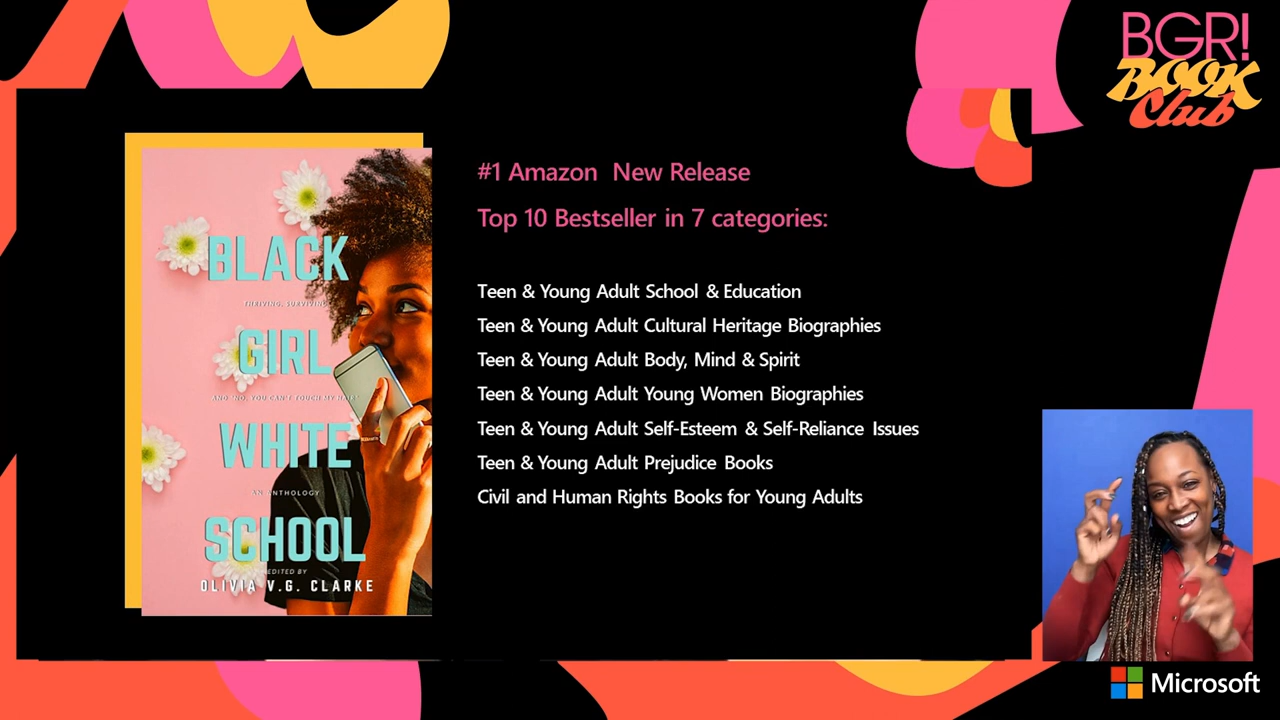 BGR!
BOOK
Club
#1 Amazon New Release
Top 10 Bestseller in 7 categories:
Teen & Young Adult School & Education
Teen & Young Adult Cultural Heritage Biographies
Teen & Young Adult Body, Mind & Spirit
Teen & Young Adult Young Women Biographies
Teen & Young Adult Self-Esteem & Self-Reliance Issues
Teen & Young Adult Prejudice Books
Civil and Human Rights Books for Young Adults
BLACK
THRIVING, SURVIVING
GIRL
AND "NO, YOU CAN'T TOUCH MY HAIR"
WHITE
AN ANTHOLOGY
SCHOOL
EDITED BY
OLIVIA V.G. CLARKE
Microsoft